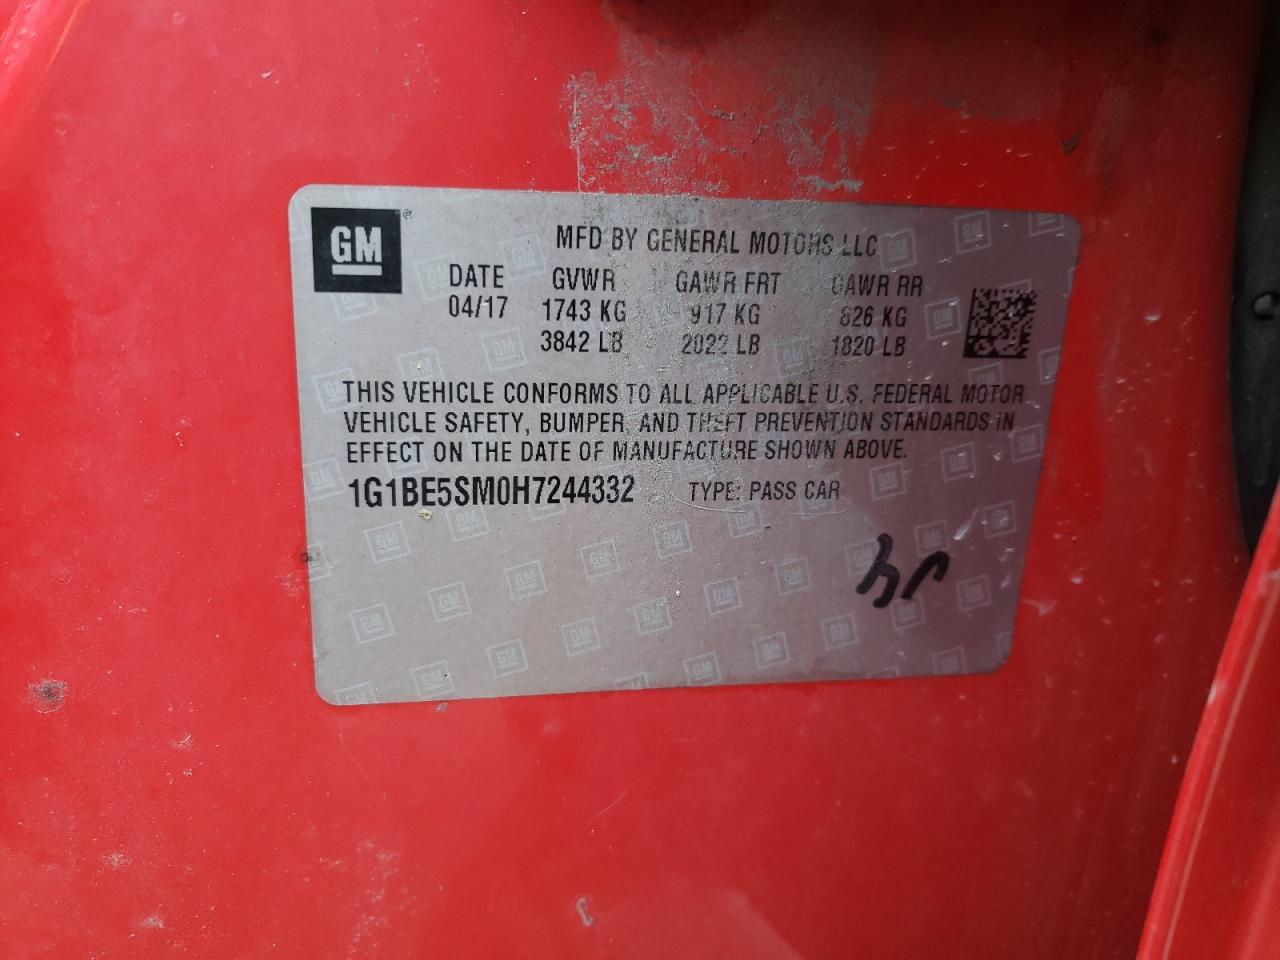 GM
MFD BY GENERAL MOTORS LLC
DATE GVWR GAWR FRT GAWR RR
04/17 1743 KG 917 KG 826 KG
3842 LB 2022 LB 1820 LB
THIS VEHICLE CONFORMS TO ALL APPLICABLE U.S. FEDERAL MOTOR
VEHICLE SAFETY, BUMPER, AND THEFT PREVENTION STANDARDS IN
EFFECT ON THE DATE OF MANUFACTURE SHOWN ABOVE.
1G1BE5SM0H7244332 TYPE: PASS CAR